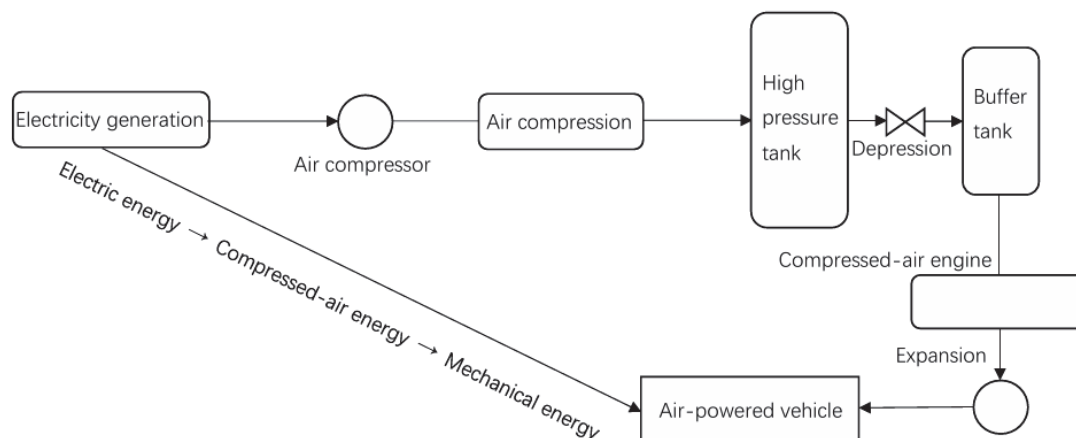 Electricity generation
Air compressor
Air compression
High
pressure
tank
Depression
Buffer
tank
Compressed-air engine
Expansion
Air-powered vehicle
Electric energy → Compressed-air energy → Mechanical energy